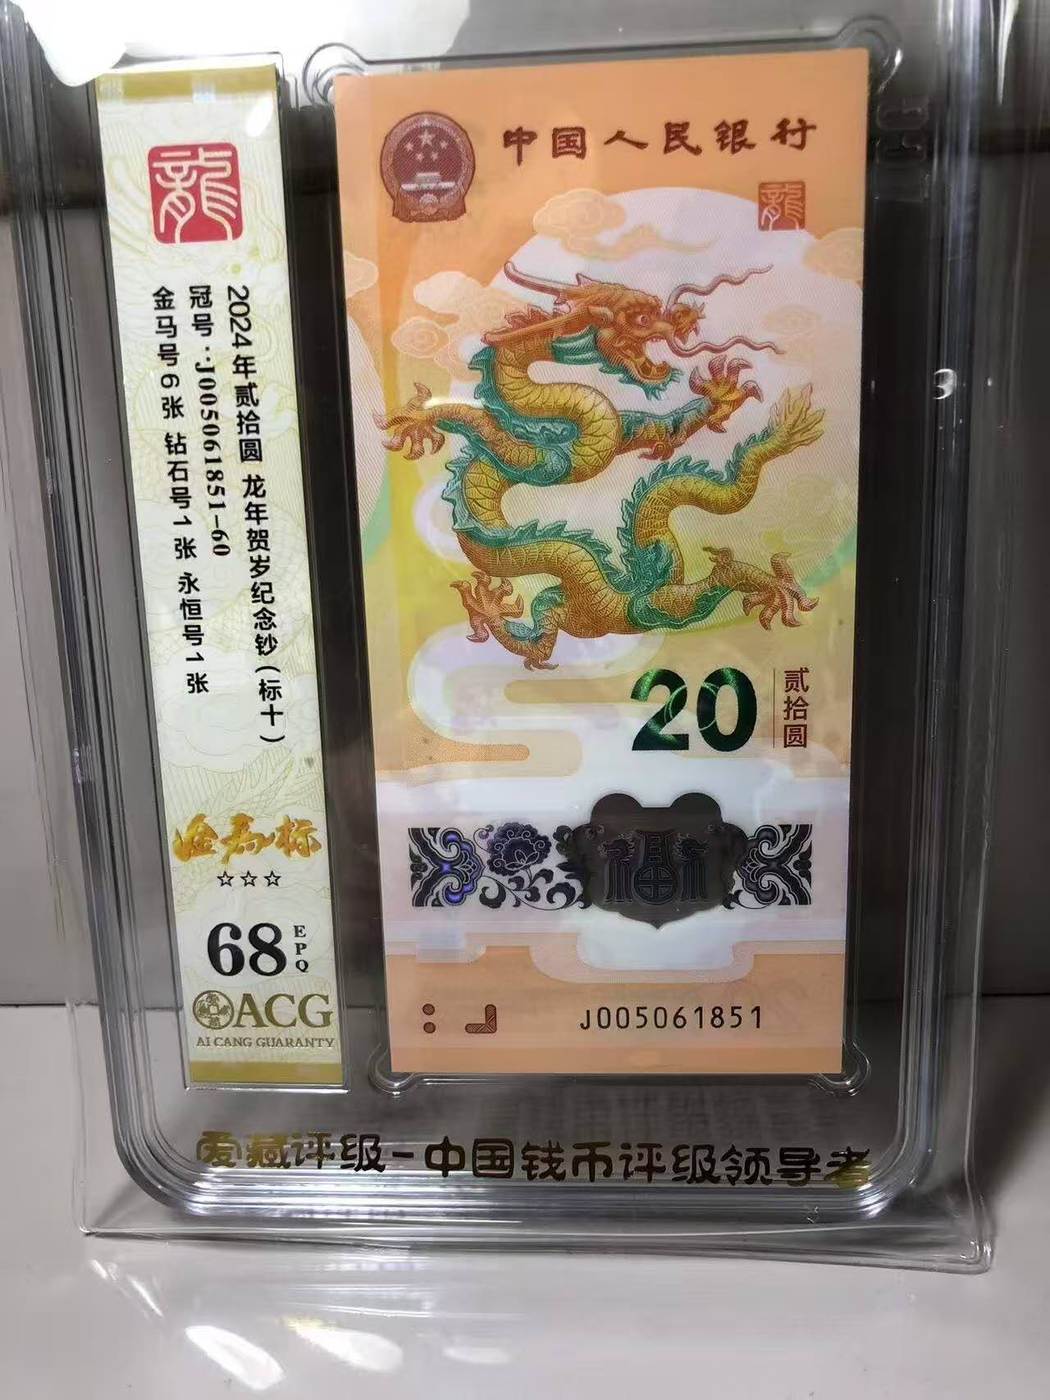 龍
2024年贰拾圆 龙年贺岁纪念钞(标十)
冠号:J005061851-60
金马号6张 钻石号1张 永恒号1张
金马标
☆☆☆
68 EPQ
ACG
AI CANG GUARANTY
中国人民银行
龍
20 贰拾圆
福
J005061851
爱藏评级-中国钱币评级领导者